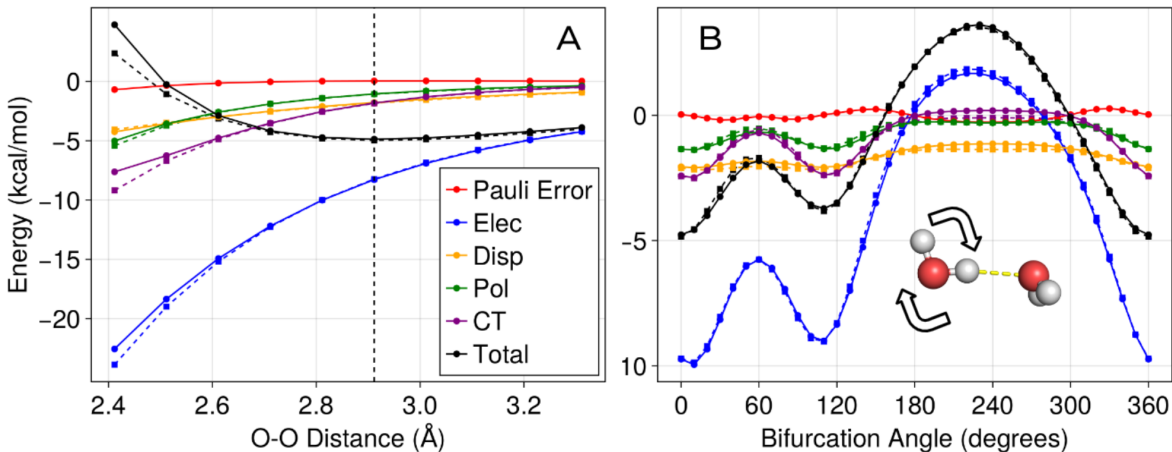 A
Energy (kcal/mol)
0
−5
−10
−15
−20
Pauli Error
Elec
Disp
Pol
CT
Total
2.4
2.6
2.8
3.0
3.2
O-O Distance (Å)
B
0
−5
10
0
60
120
180
240
300
360
Bifurcation Angle (degrees)